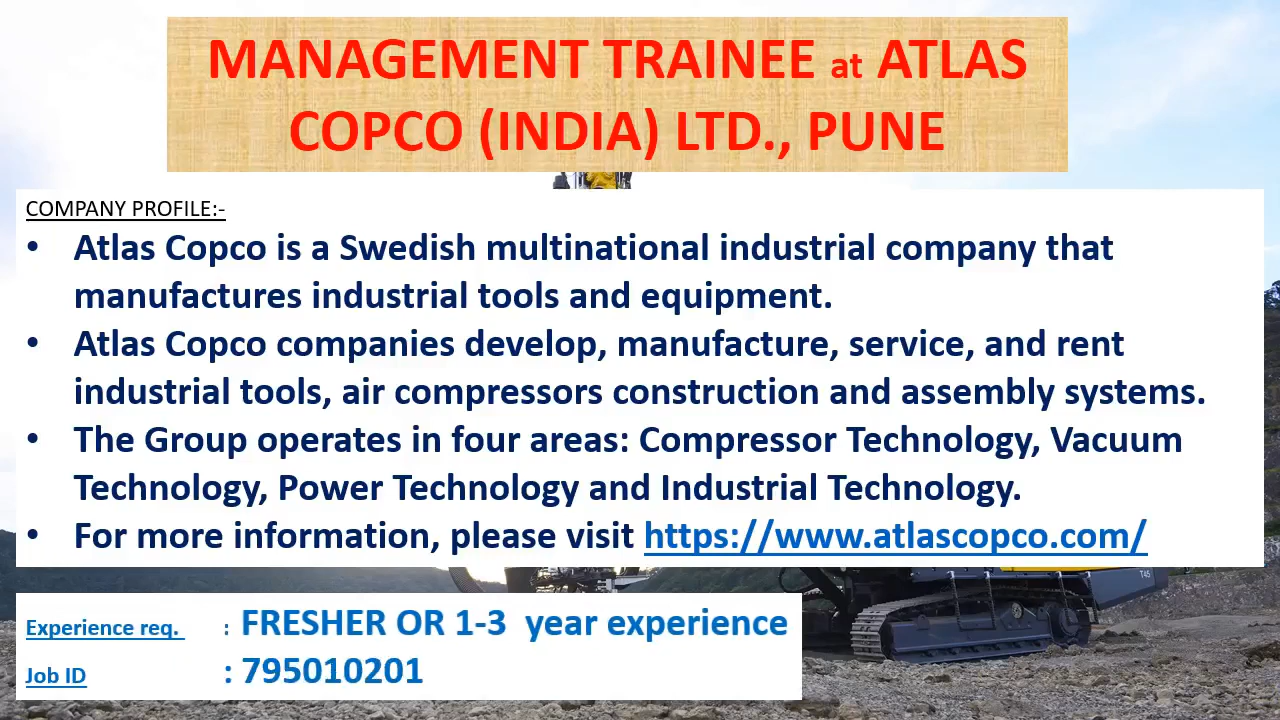 MANAGEMENT TRAINEE at ATLAS
COPCO (INDIA) LTD., PUNE
COMPANY PROFILE:-
• Atlas Copco is a Swedish multinational industrial company that
manufactures industrial tools and equipment.
• Atlas Copco companies develop, manufacture, service, and rent
industrial tools, air compressors construction and assembly systems.
• The Group operates in four areas: Compressor Technology, Vacuum
Technology, Power Technology and Industrial Technology.
• For more information, please visit https://www.atlascopco.com/
T45
Experience req. : FRESHER OR 1-3 year experience
Job ID : 795010201